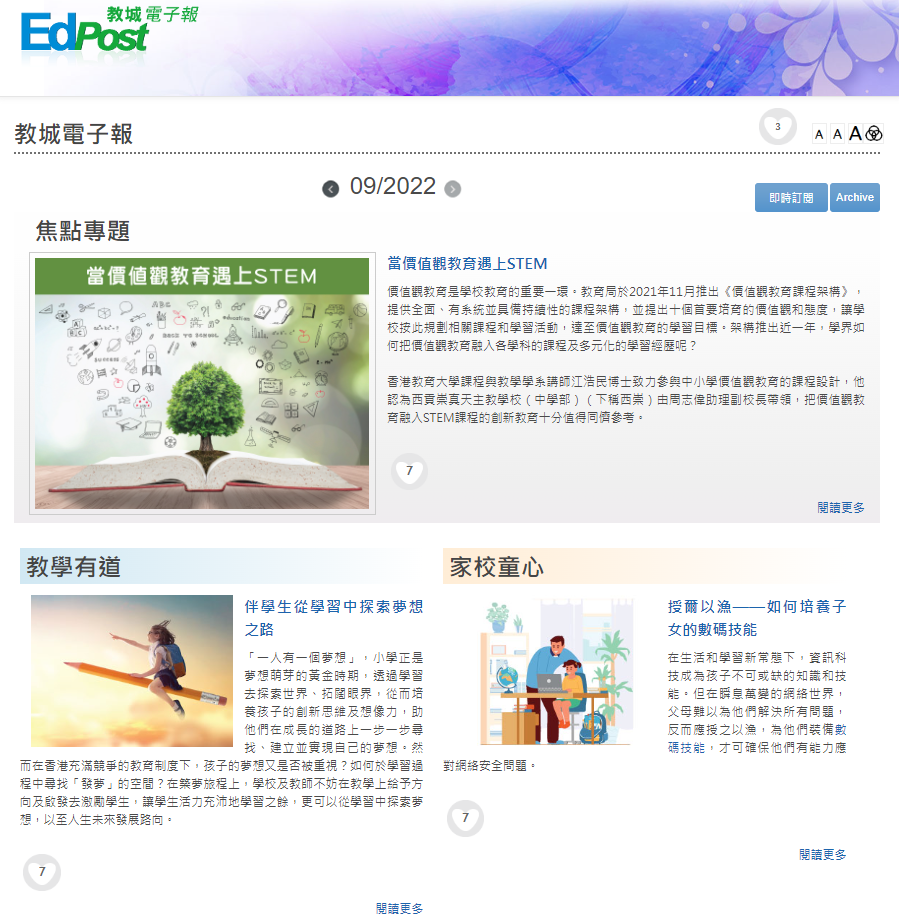 教城電子報
EdPost
教城電子報
3
A A A
09/2022
即時訂閱 Archive
焦點專題
當價值觀教育遇上STEM
當價值觀教育遇上STEM
價值觀教育是學校教育的重要一環。教育局於2021年11月推出《價值觀教育課程架構》，
提供全面、有系統並具備持續性的課程架構，並提出十個首要培育的價值觀和態度，讓學
校按此規劃相關課程和學習活動，達至價值觀教育的學習目標。架構推出近一年，學界如
何把價值觀教育融入各學科的課程及多元化的學習經歷呢？
香港教育大學課程與教學學系講師江浩民博士致力參與中小學價值觀教育的課程設計，他
認為西貢崇真天主教學校（中學部）（下稱西崇）由周志偉助理副校長帶領，把價值觀教
育融入STEM課程的創新教育十分值得同儕參考。
7
閱讀更多
教學有道
伴學生從學習中探索夢想
之路
「一人有一個夢想」，小學正是
夢想萌芽的黃金時期，透過學習
去探索世界、拓闊眼界，從而培
養孩子的創新思維及想像力，助
他們在成長的道路上一步一步尋
找、建立並實現自己的夢想。然
而在香港充滿競爭的教育制度下，孩子的夢想又是否被重視？如何於學習過
程中尋找「發夢」的空間？在築夢旅程上，學校及教師不妨在教學上給予方
向及啟發去激勵學生，讓學生活力充沛地學習之餘，更可以從學習中探索夢
想，以至人生未來發展路向。
7
閱讀更多
家校童心
授爾以漁——如何培養子
女的數碼技能
在生活和學習新常態下，資訊科
技成為孩子不可或缺的知識和技
能。但在瞬息萬變的網絡世界，
父母難以為他們解決所有問題，
反而應授之以漁，為他們裝備數
碼技能，才可確保他們有能力應
對網絡安全問題。
7
閱讀更多